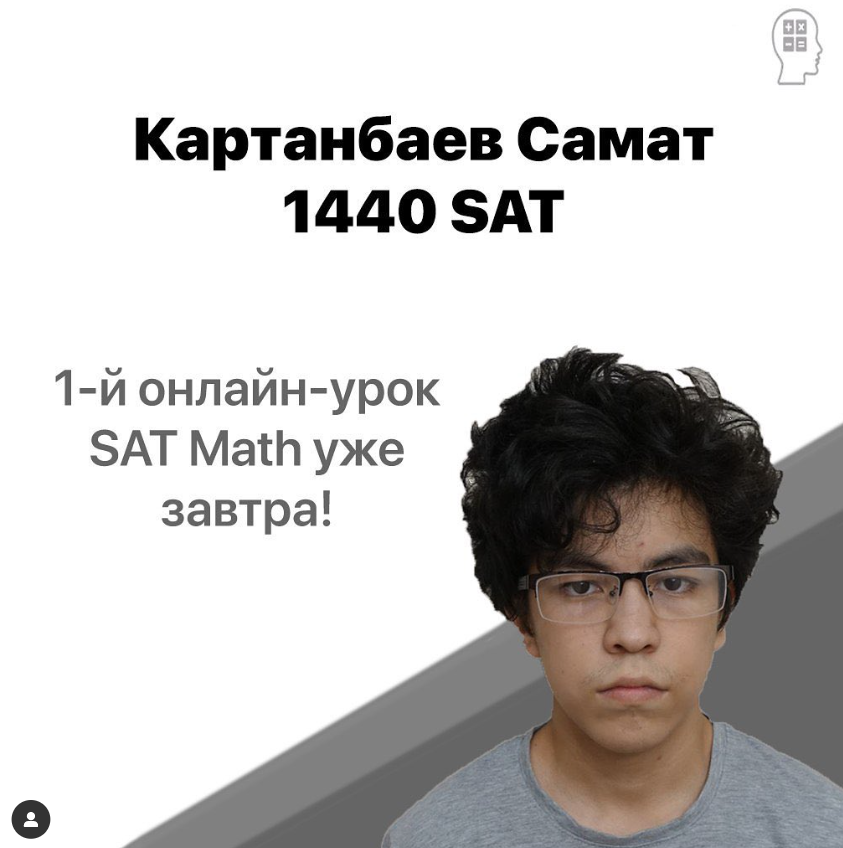 Картанбаев Самат
1440 SAT
1-й онлайн-урок
SAT Math уже
завтра!